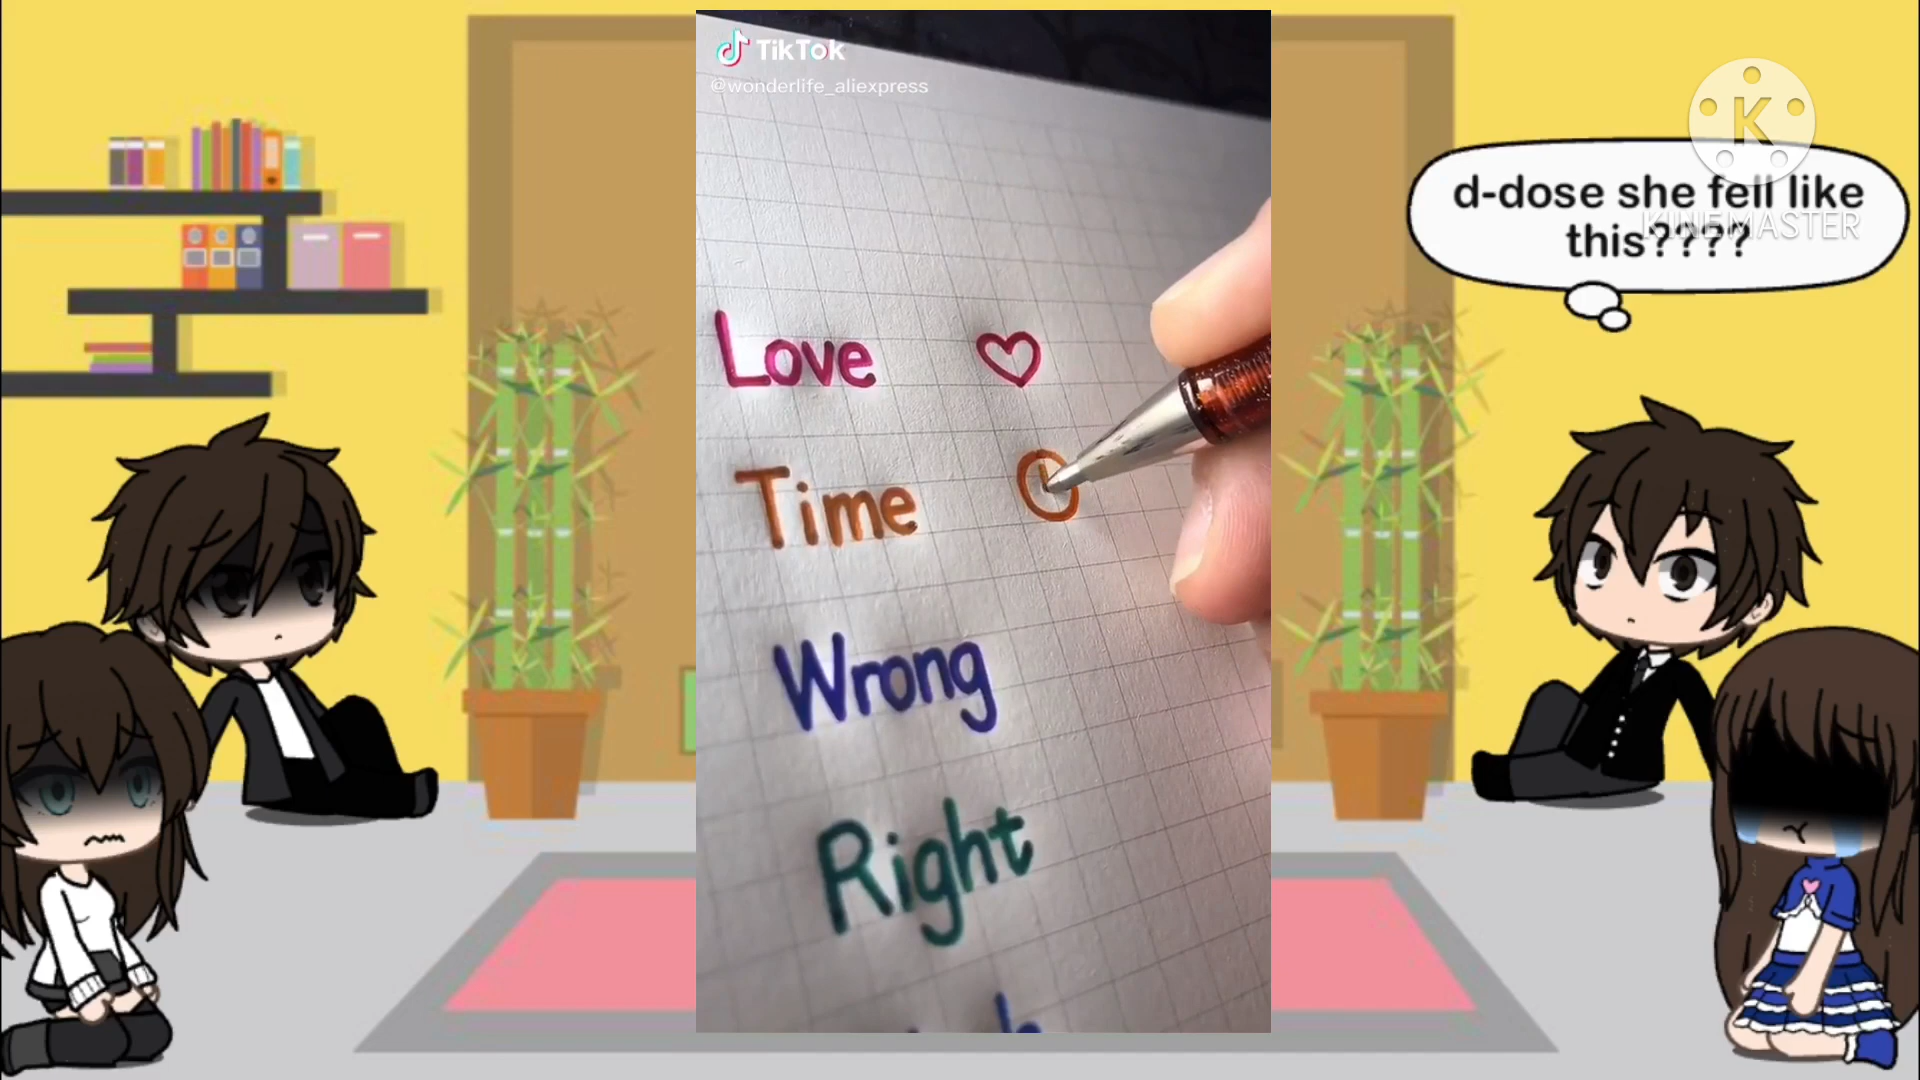 TikTok
@wonderlife_aliexpress
Love
Time
Wrong
Right
K
KINEMASTER
d-dose she fell like
this????